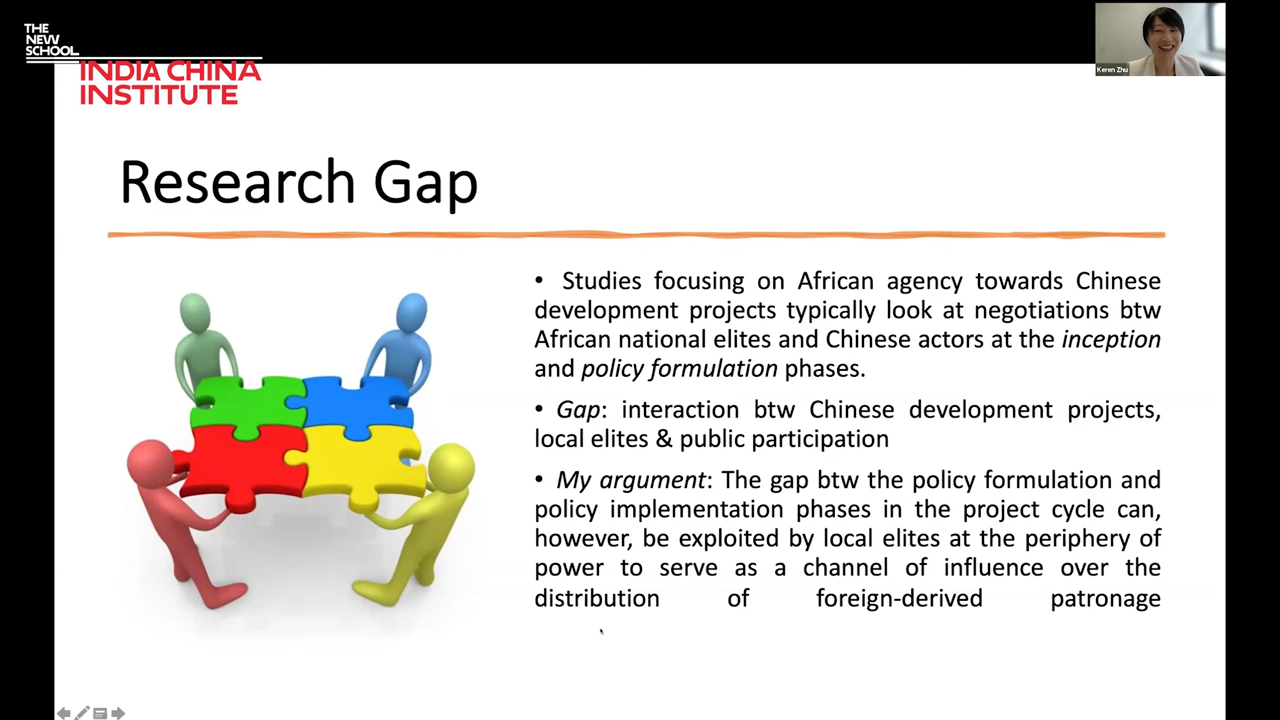 THE
NEW
SCHOOL
INDIA CHINA
INSTITUTE
Keren Zhu
Research Gap
• Studies focusing on African agency towards Chinese
development projects typically look at negotiations btw
African national elites and Chinese actors at the inception
and policy formulation phases.
• Gap: interaction btw Chinese development projects,
local elites & public participation
• My argument: The gap btw the policy formulation and
policy implementation phases in the project cycle can,
however, be exploited by local elites at the periphery of
power to serve as a channel of influence over the
distribution of foreign-derived patronage